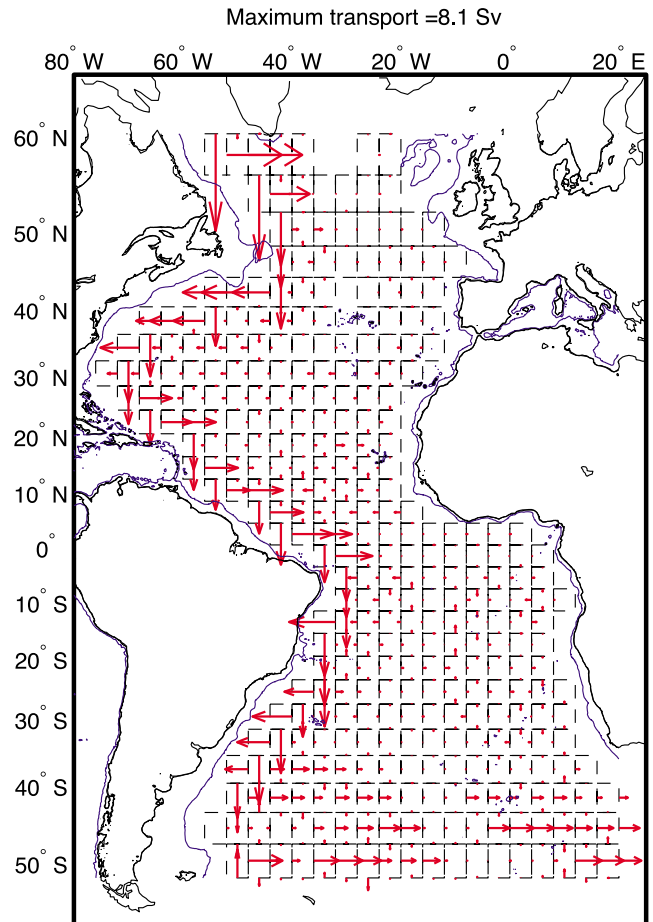 Maximum transport =8.1 Sv
80° W 60° W 40° W 20° W 0° 20° E
60° N
50° N
40° N
30° N
20° N
10° N
0°
10° S
20° S
30° S
40° S
50° S